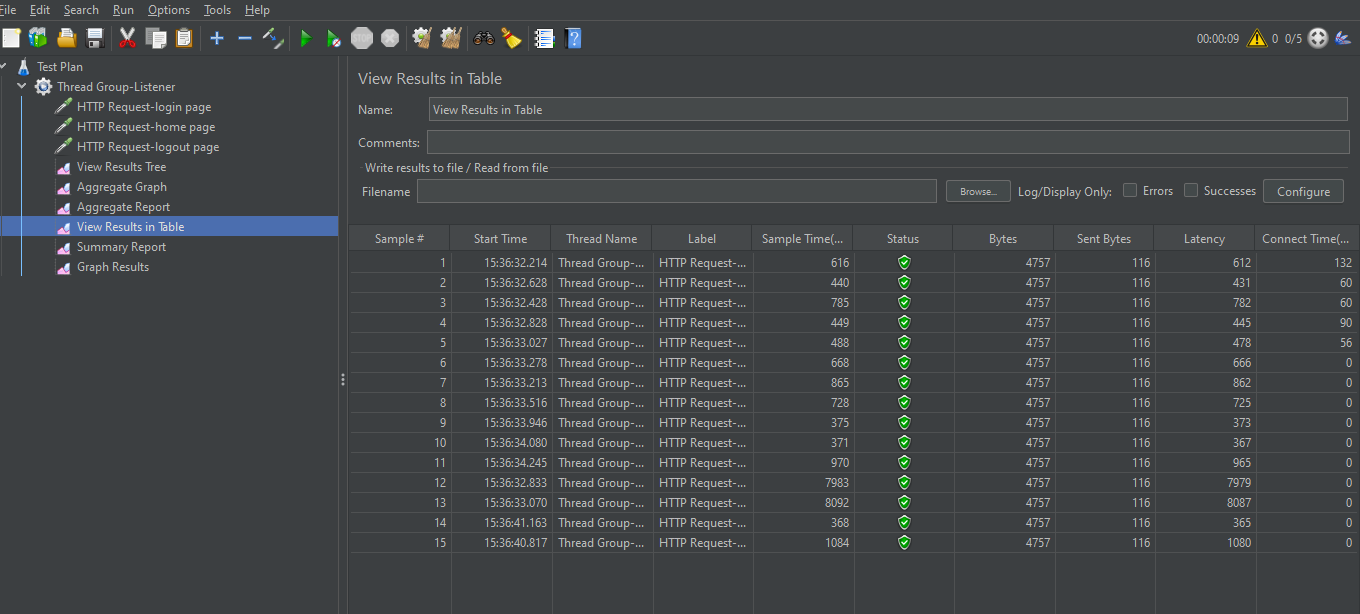 File Edit Search Run Options Tools Help
00:00:09 0 0/5
Test Plan
Thread Group-Listener
HTTP Request-login page
HTTP Request-home page
HTTP Request-logout page
View Results Tree
Aggregate Graph
Aggregate Report
View Results in Table
Summary Report
Graph Results
View Results in Table
Name: View Results in Table
Comments:
Write results to file / Read from file
Filename Browse... Log/Display Only: Errors Successes Configure
Sample # Start Time Thread Name Label Sample Time(... Status Bytes Sent Bytes Latency Connect Time(...
1 15:36:32.214 Thread Group-... HTTP Request-... 616 4757 116 612 132
2 15:36:32.628 Thread Group-... HTTP Request-... 440 4757 116 431 60
3 15:36:32.428 Thread Group-... HTTP Request-... 785 4757 116 782 60
4 15:36:32.828 Thread Group-... HTTP Request-... 449 4757 116 445 90
5 15:36:33.027 Thread Group-... HTTP Request-... 488 4757 116 478 56
6 15:36:33.278 Thread Group-... HTTP Request-... 668 4757 116 666 0
7 15:36:33.213 Thread Group-... HTTP Request-... 865 4757 116 862 0
8 15:36:33.516 Thread Group-... HTTP Request-... 728 4757 116 725 0
9 15:36:33.946 Thread Group-... HTTP Request-... 375 4757 116 373 0
10 15:36:34.080 Thread Group-... HTTP Request-... 371 4757 116 367 0
11 15:36:34.245 Thread Group-... HTTP Request-... 970 4757 116 965 0
12 15:36:32.833 Thread Group-... HTTP Request-... 7983 4757 116 7979 0
13 15:36:33.070 Thread Group-... HTTP Request-... 8092 4757 116 8087 0
14 15:36:41.163 Thread Group-... HTTP Request-... 368 4757 116 365 0
15 15:36:40.817 Thread Group-... HTTP Request-... 1084 4757 116 1080 0